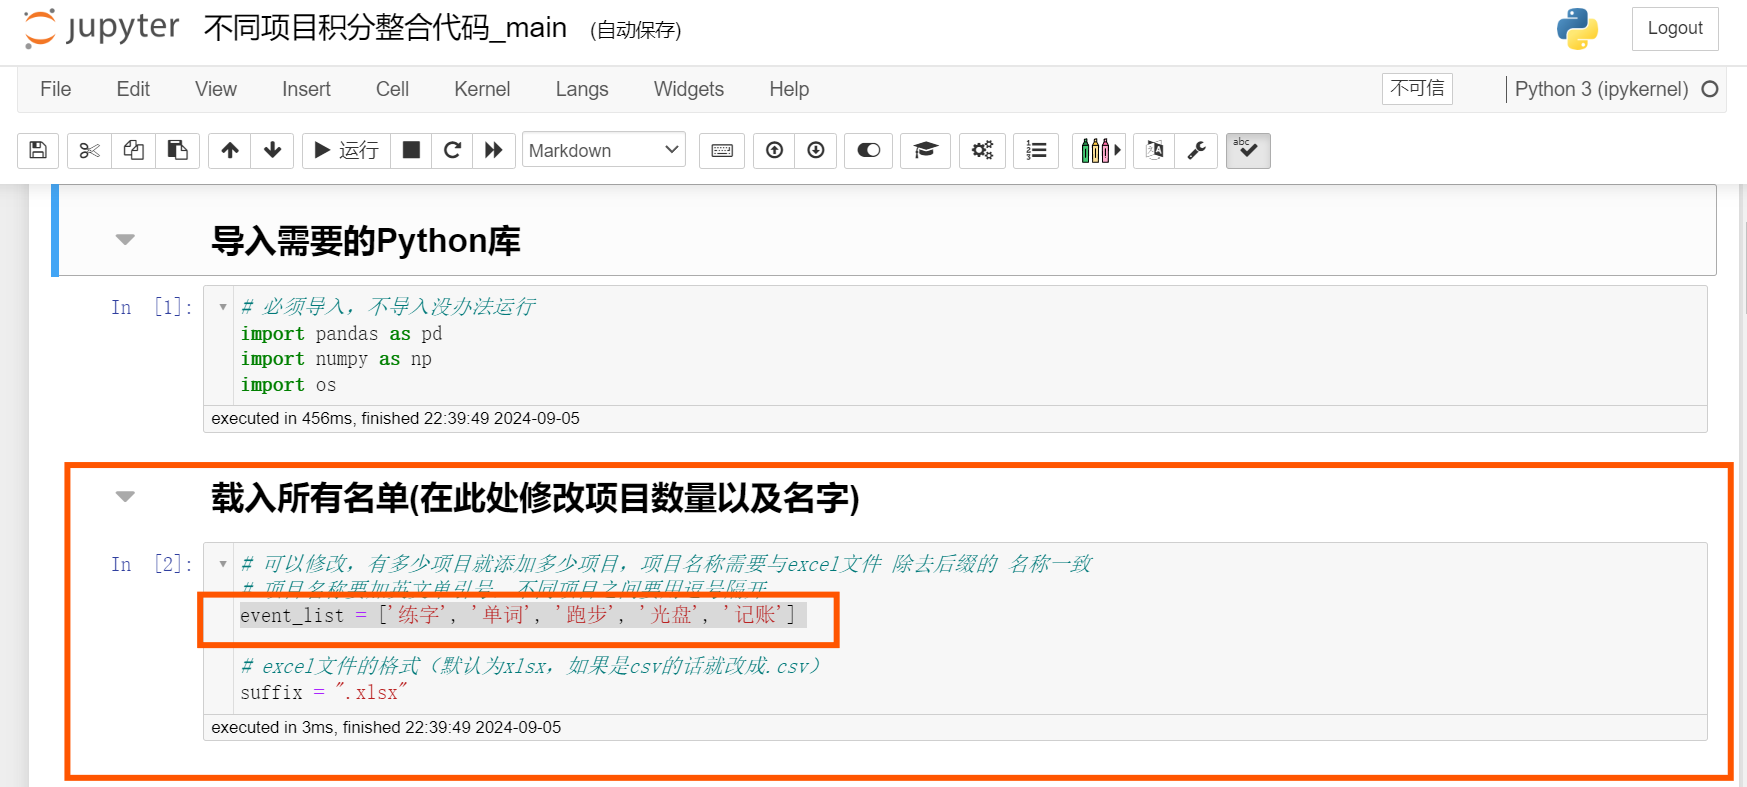 jupyter 不同项目积分整合代码_main (自动保存)
Logout
File Edit View Insert Cell Kernel Langs Widgets Help
不可信
Python 3 (ipykernel)
运行
Markdown
abc
导入需要的Python库
In [1]:
# 必须导入，不导入没办法运行
import pandas as pd
import numpy as np
import os
executed in 456ms, finished 22:39:49 2024-09-05
载入所有名单(在此处修改项目数量以及名字)
In [2]:
# 可以修改，有多少项目就添加多少项目，项目名称需要与excel文件 除去后缀的 名称一致
# 项目名称要加英文单引号，不同项目之间要用逗号隔开
event_list = ['练字', '单词', '跑步', '光盘', '记账']
# excel文件的格式（默认为xlsx，如果是csv的话就改成.csv）
suffix = ".xlsx"
executed in 3ms, finished 22:39:49 2024-09-05